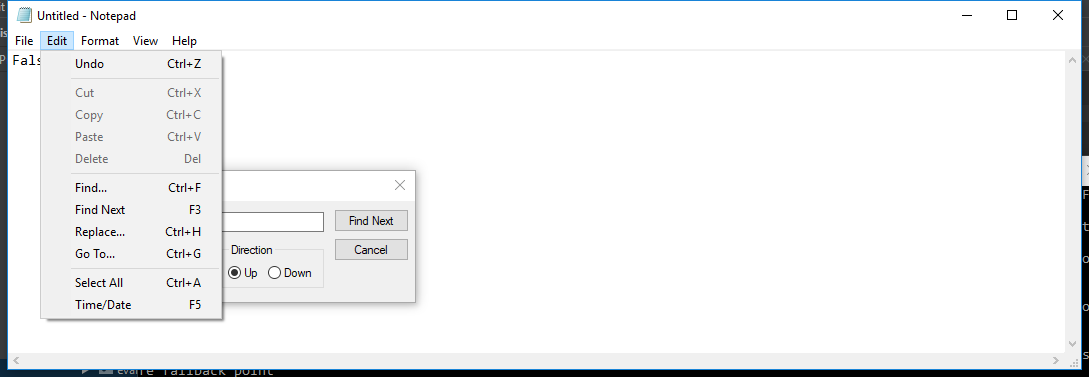 Untitled - Notepad
File Edit Format View Help
Undo Ctrl+Z
Cut Ctrl+X
Copy Ctrl+C
Paste Ctrl+V
Delete Del
Find... Ctrl+F
Find Next F3
Replace... Ctrl+H
Go To... Ctrl+G
Select All Ctrl+A
Time/Date F5
Find Next
Cancel
Direction
Up Down